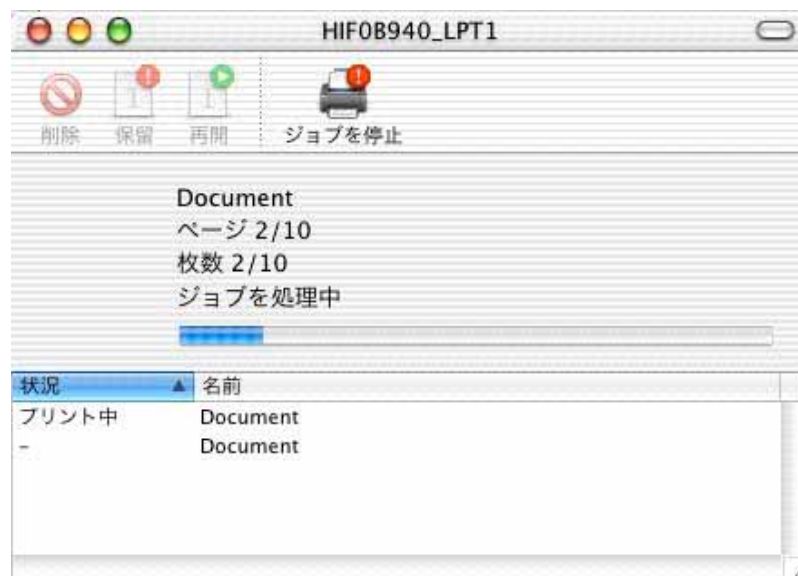 HIF0B940_LPT1
削除 保留 再開 ジョブを停止
Document
ページ 2/10
枚数 2/10
ジョブを処理中
状況 名前
プリント中 Document
- Document